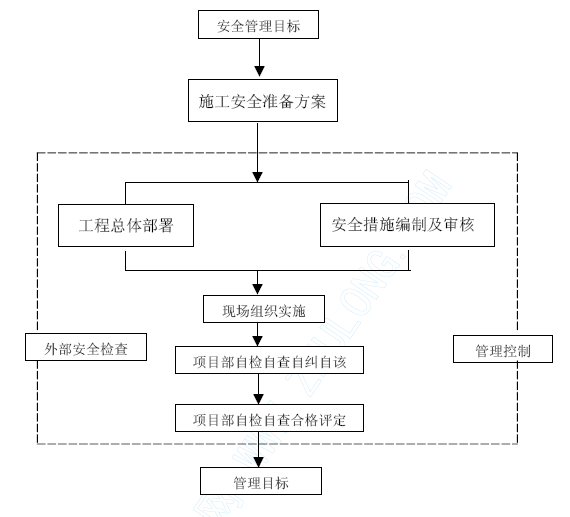 安全管理目标
施工安全准备方案
工程总体部署
安全措施编制及审核
现场组织实施
外部安全检查
管理控制
项目部自检自查自纠自该
项目部自检自查合格评定
管理目标